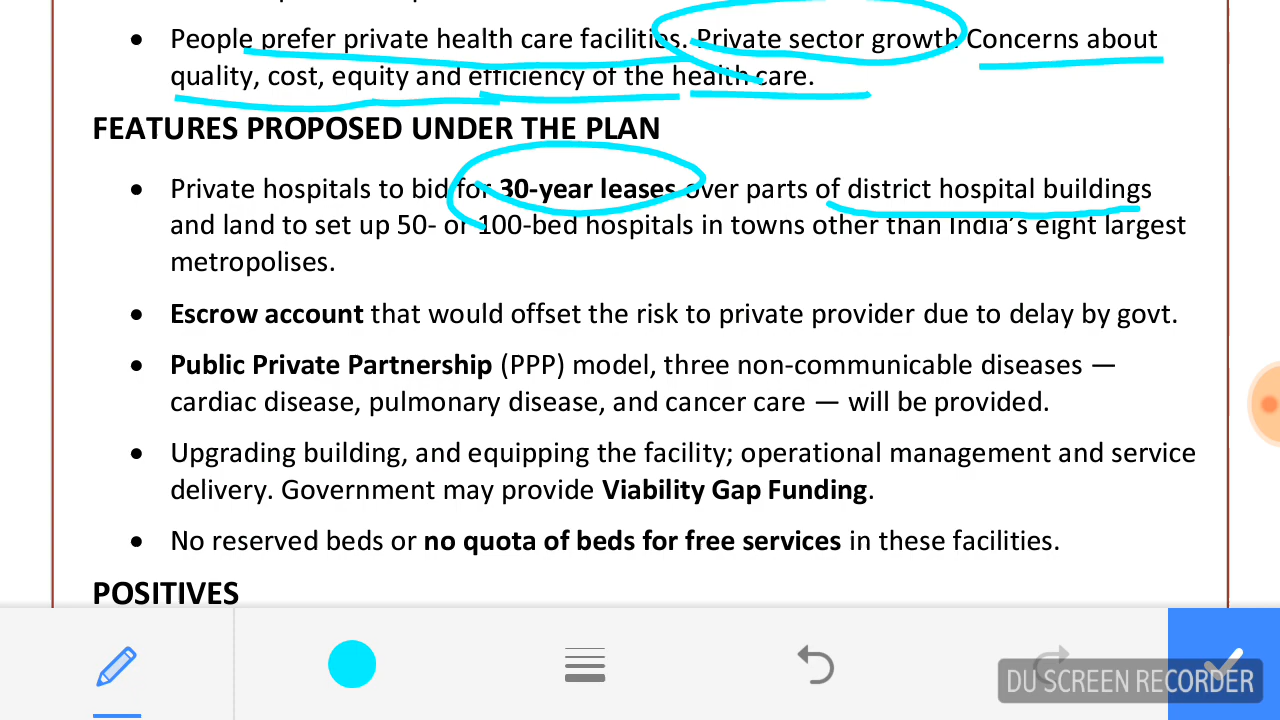 People prefer private health care facilities. Private sector growth Concerns about
quality, cost, equity and efficiency of the health care.
FEATURES PROPOSED UNDER THE PLAN
Private hospitals to bid for 30-year leases over parts of district hospital buildings
and land to set up 50- or 100-bed hospitals in towns other than India’s eight largest
metropolises.
Escrow account that would offset the risk to private provider due to delay by govt.
Public Private Partnership (PPP) model, three non-communicable diseases —
cardiac disease, pulmonary disease, and cancer care — will be provided.
Upgrading building, and equipping the facility; operational management and service
delivery. Government may provide Viability Gap Funding.
No reserved beds or no quota of beds for free services in these facilities.
POSITIVES
DU SCREEN RECORDER